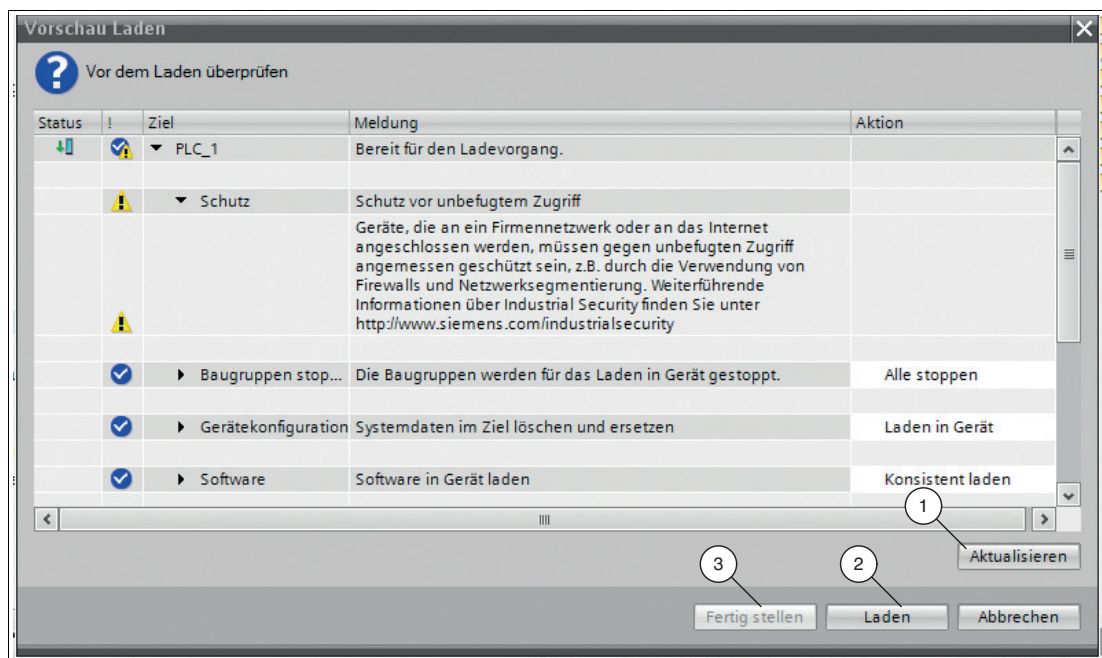 Vorschau Laden
Vor dem Laden überprüfen
Status ! Ziel Meldung Aktion
PLC_1 Bereit für den Ladevorgang.
Schutz Schutz vor unbefugtem Zugriff
Geräte, die an ein Firmennetzwerk oder an das Internet
angeschlossen werden, müssen gegen unbefugten Zugriff
angemessen geschützt sein, z.B. durch die Verwendung von
Firewalls und Netzwerksegmentierung. Weiterführende
Informationen über Industrial Security finden Sie unter
http://www.siemens.com/industrialsecurity
Baugruppen stop... Die Baugruppen werden für das Laden in Gerät gestoppt. Alle stoppen
Gerätekonfiguration Systemdaten im Ziel löschen und ersetzen Laden in Gerät
Software Software in Gerät laden Konsistent laden
1
Aktualisieren
3 2
Fertig stellen Laden Abbrechen